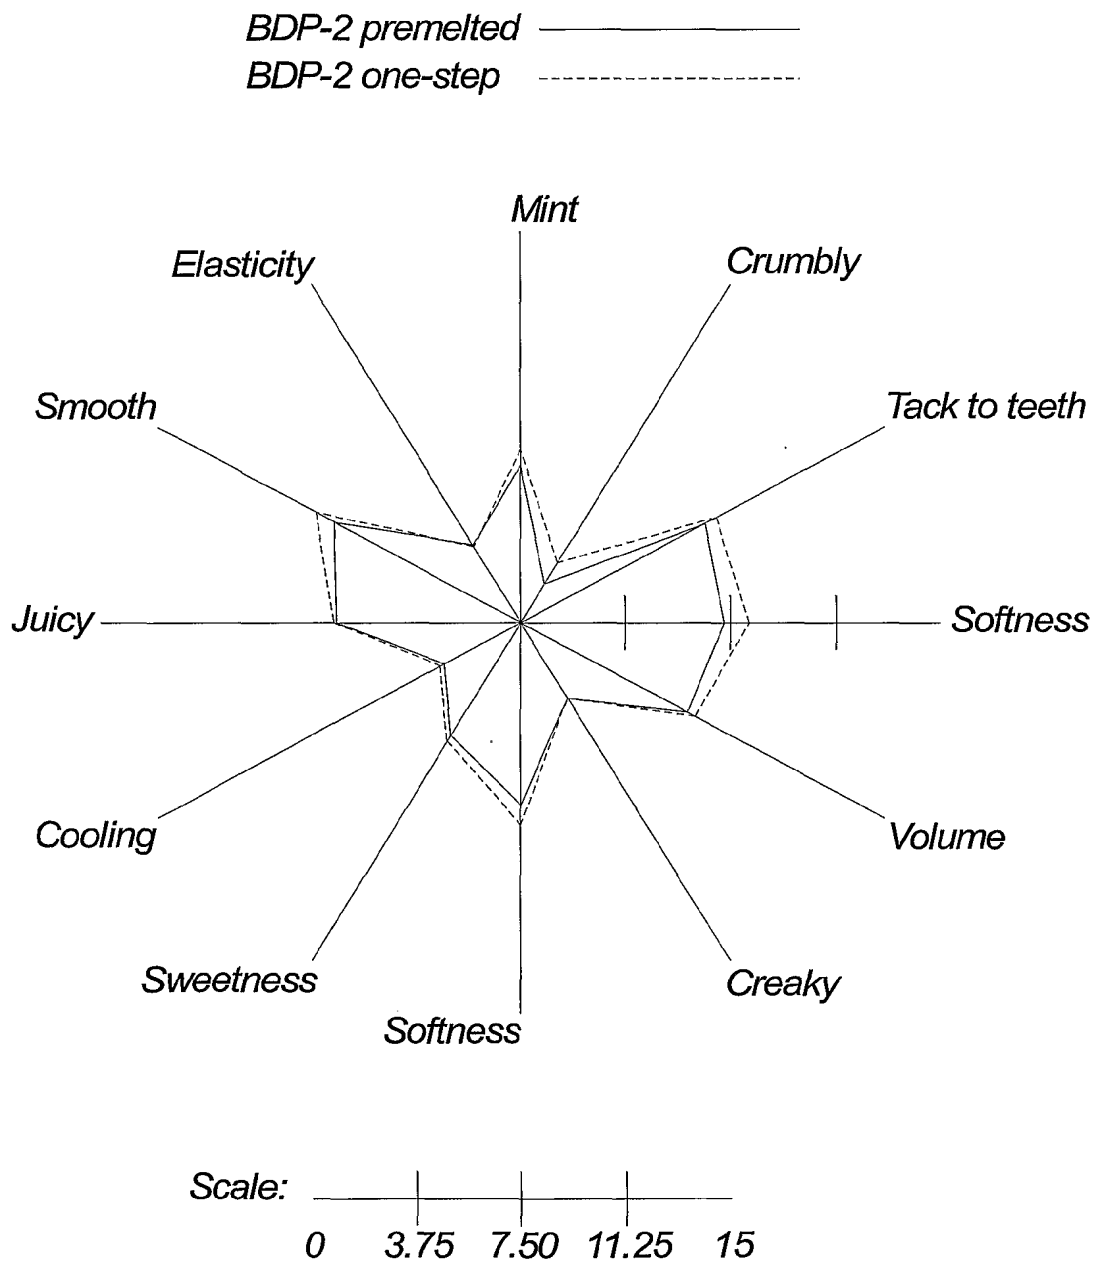 BDP-2 premelted
BDP-2 one-step
Mint
Elasticity
Crumbly
Smooth
Tack to teeth
Juicy
Softness
Cooling
Volume
Sweetness
Creaky
Softness
Scale:
0 3.75 7.50 11.25 15